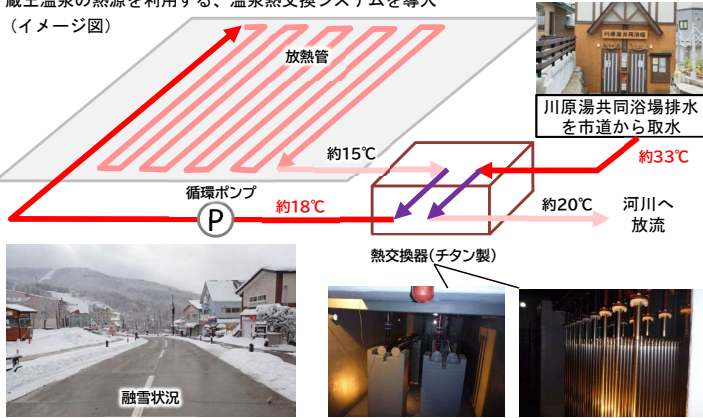 蔵王温泉の熱源を利用する、温泉熱交換システムを導入
(イメージ図)
放熱管
川原湯共同浴場
川原湯共同浴場排水
を市道から取水
約15℃
約33℃
循環ポンプ
P
約18℃
約20℃
河川へ
放流
熱交換器(チタン製)
融雪状況